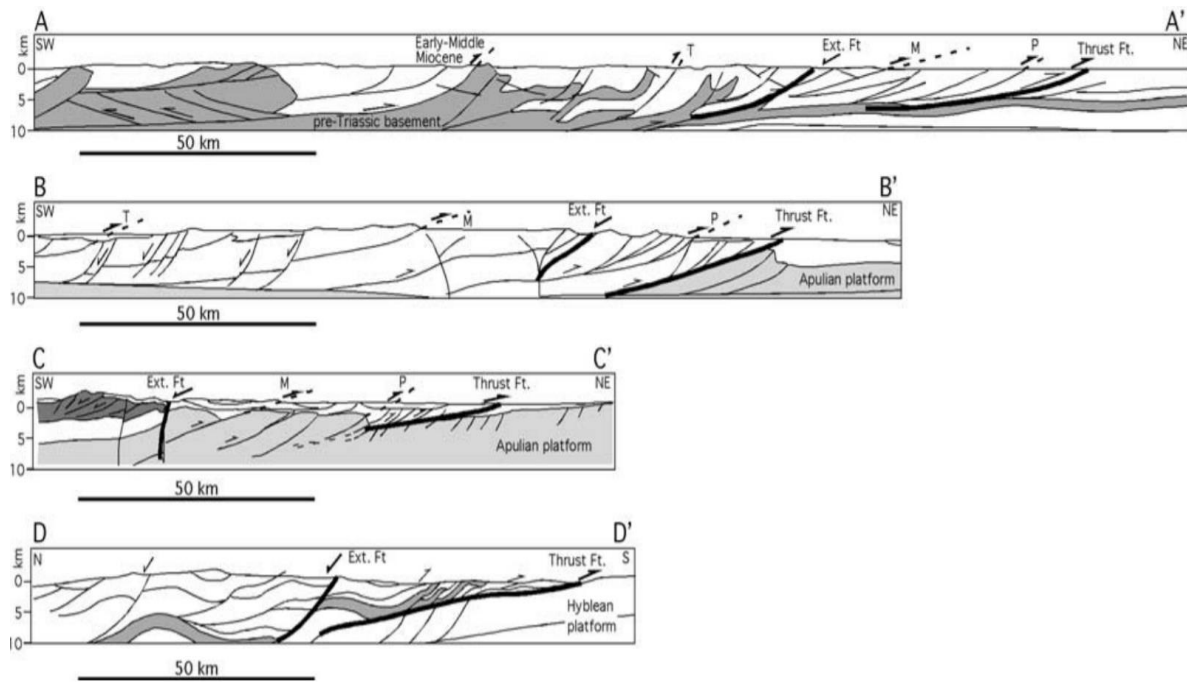 A
A'
SW
Early-Middle
Miocene
T
Ext. Ft
M
P
Thrust Ft.
NE
km
0
5
10
pre-Triassic basement
50 km
B
B'
SW
T
M
Ext. Ft
P
Thrust Ft.
NE
km
0
5
10
Apulian platform
50 km
C
C'
SW
Ext. Ft
M
P
Thrust Ft.
NE
km
0
5
10
Apulian platform
50 km
D
D'
N
Ext. Ft
Thrust Ft.
S
km
0
5
10
Hyblean
platform
50 km